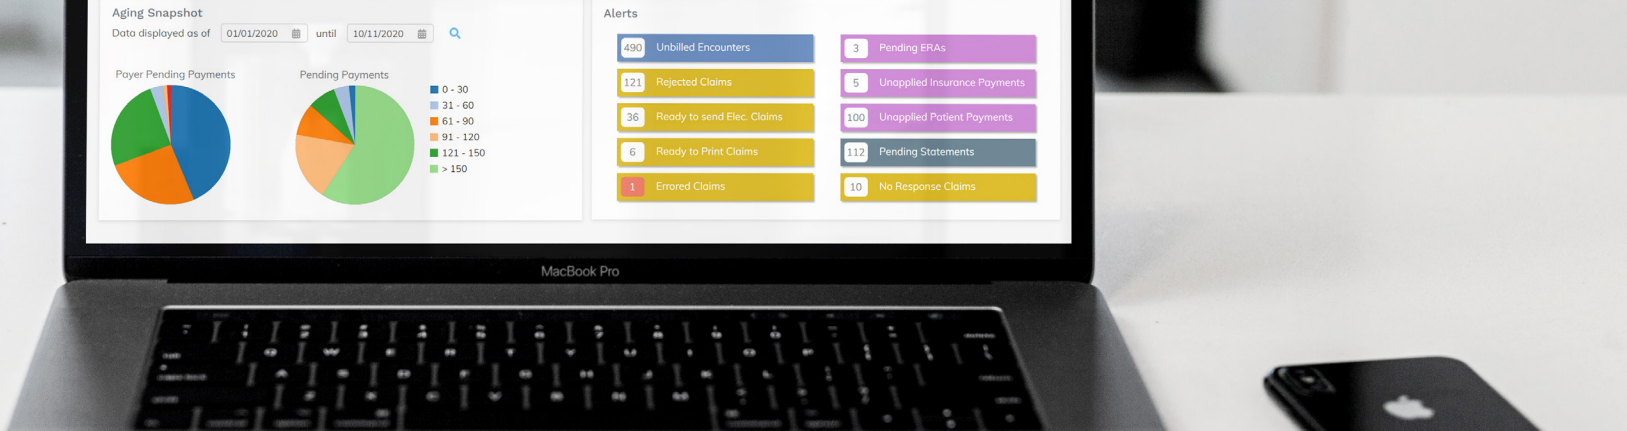 Aging Snapshot
Data displayed as of 01/01/2020 until 10/11/2020
Payer Pending Payments
Pending Payments
0 - 30
31 - 60
61 - 90
91 - 120
121 - 150
> 150
Alerts
490 Unbilled Encounters
121 Rejected Claims
36 Ready to send Elec. Claims
6 Ready to Print Claims
1 Errored Claims
3 Pending ERAs
5 Unapplied Insurance Payments
100 Unapplied Patient Payments
112 Pending Statements
10 No Response Claims
MacBook Pro